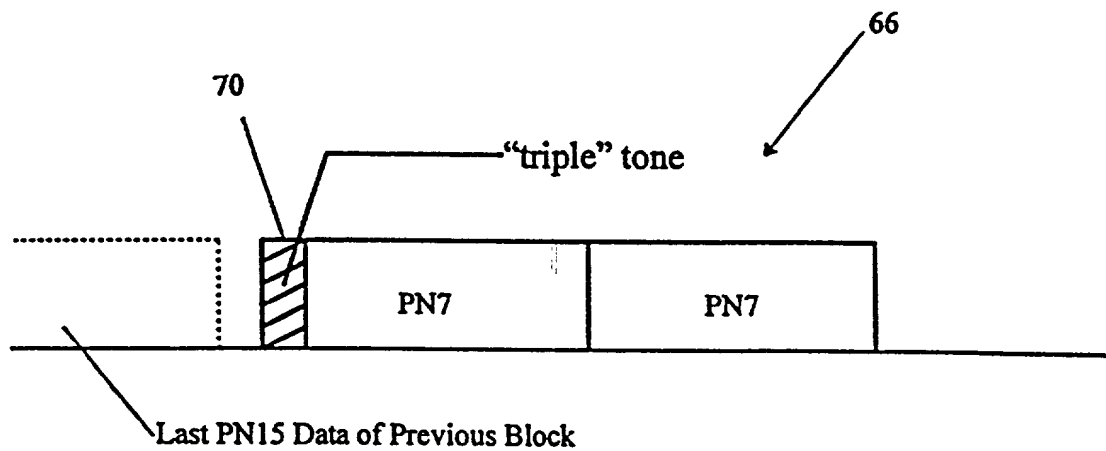 66
70
“triple” tone
PN7 PN7
Last PN15 Data of Previous Block